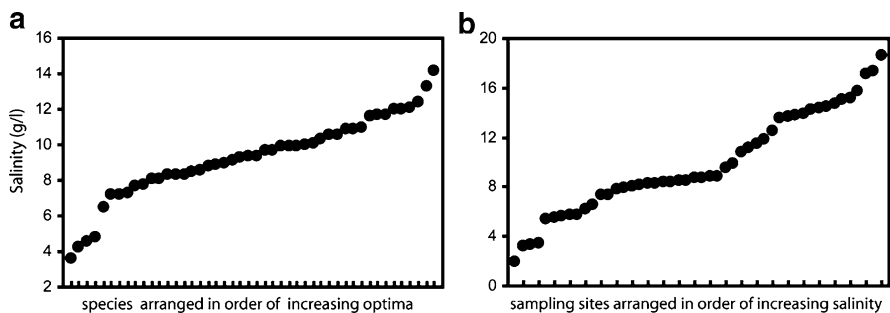 a
16
14
12
10
8
6
4
2
Salinity (g/l)
species arranged in order of increasing optima
b
20
16
12
8
4
0
sampling sites arranged in order of increasing salinity